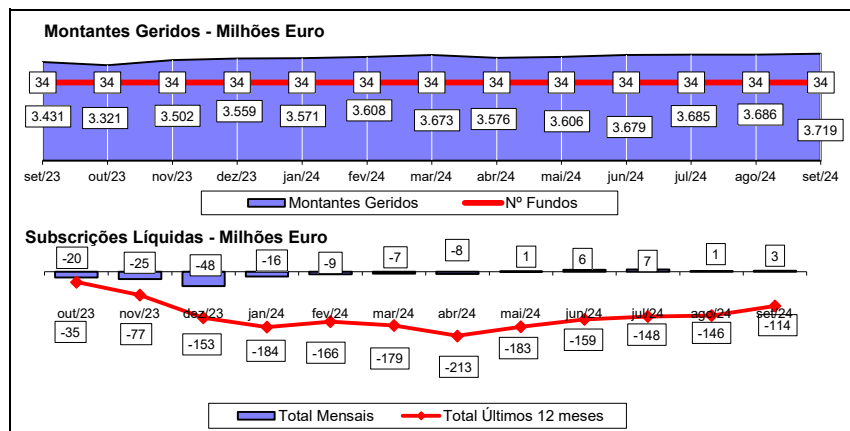 Montantes Geridos - Milhões Euro
34 34 34 34 34 34 34 34 34 34 34 34 34
3.431 3.321 3.502 3.559 3.571 3.608 3.673 3.576 3.606 3.679 3.685 3.686 3.719
set/23 out/23 nov/23 dez/23 jan/24 fev/24 mar/24 abr/24 mai/24 jun/24 jul/24 ago/24 set/24
Montantes Geridos Nº Fundos
Subscrições Líquidas - Milhões Euro
-20 -25 -48 -16 -9 -7 -8 1 6 7 1 3
out/23 nov/23 dez/23 jan/24 fev/24 mar/24 abr/24 mai/24 jun/24 jul/24 ago/24 set/24
-35 -77 -153 -184 -166 -179 -213 -183 -159 -148 -146 -114
Total Mensais Total Últimos 12 meses